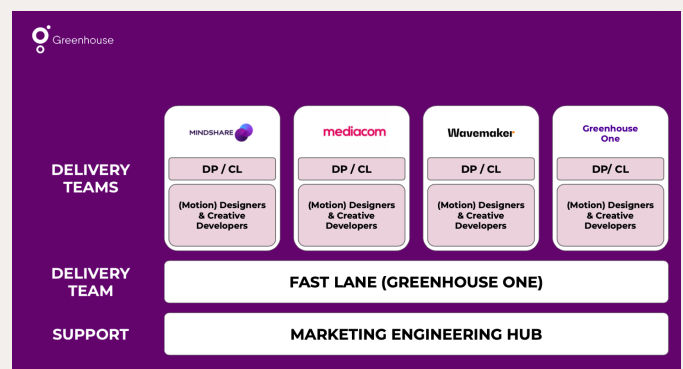 Greenhouse
MINDSHARE
mediacom
Wavemaker
Greenhouse
One
DELIVERY
TEAMS
DP / CL
DP / CL
DP / CL
DP/ CL
(Motion) Designers
& Creative
Developers
(Motion) Designers
& Creative
Developers
(Motion) Designers
& Creative
Developers
(Motion) Designers
& Creative
Developers
DELIVERY
TEAM
FAST LANE (GREENHOUSE ONE)
SUPPORT
MARKETING ENGINEERING HUB